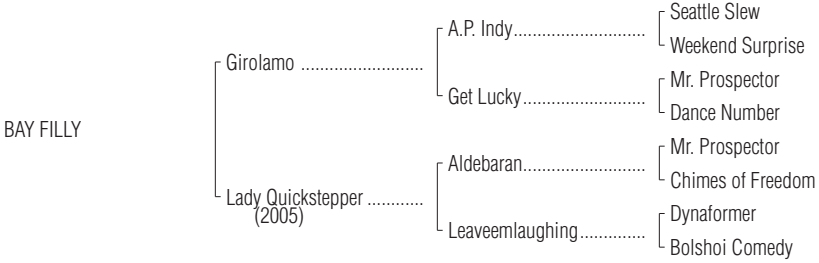 Seattle Slew
A.P. Indy..............................
Weekend Surprise
Girolamo ...........................
Mr. Prospector
Get Lucky...........................
Dance Number
BAY FILLY
Mr. Prospector
Aldebaran...........................
Chimes of Freedom
Lady Quickstepper ............
(2005)
Dynaformer
Leaveemlaughing..............
Bolshoi Comedy